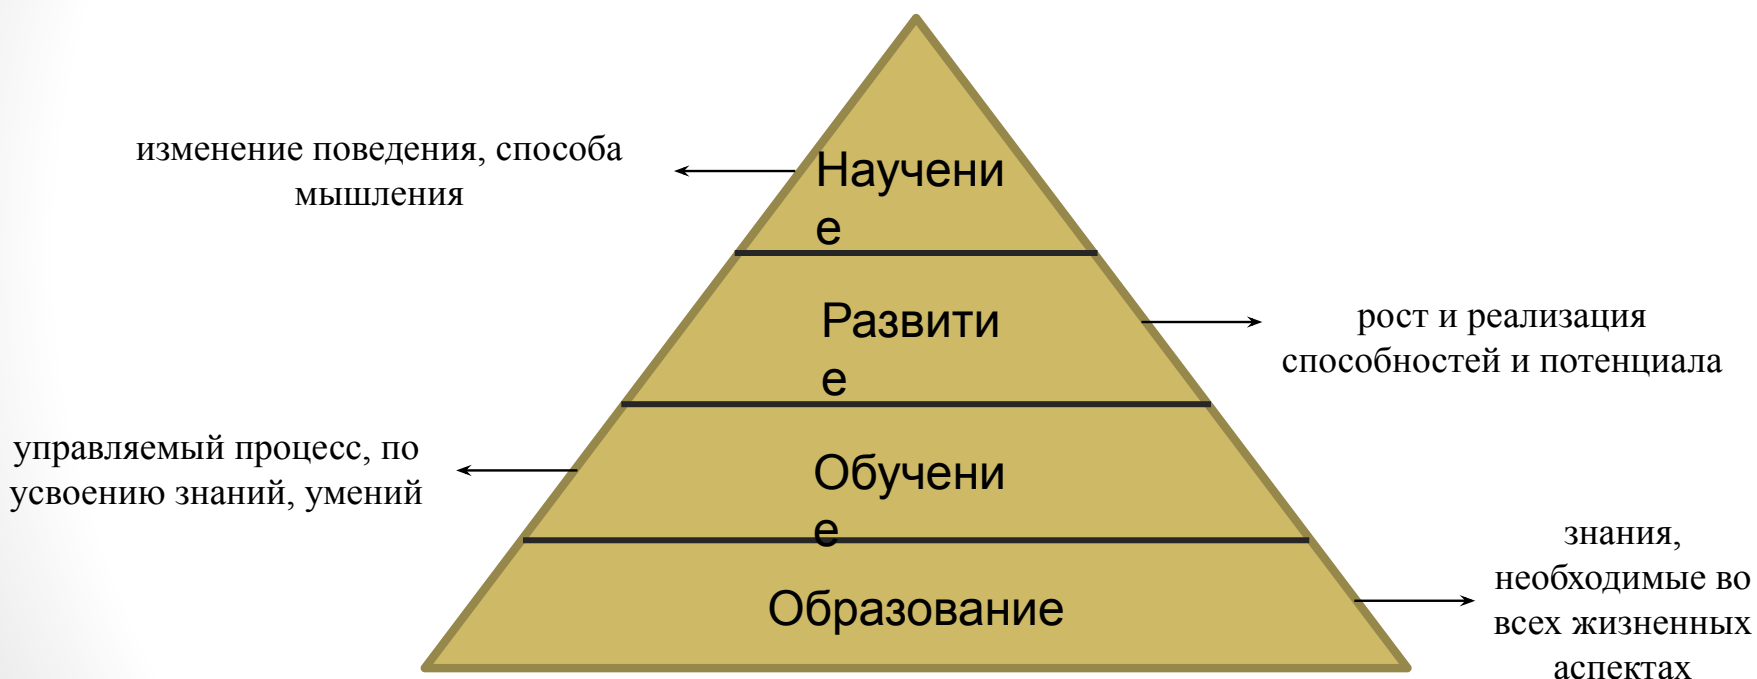 изменение поведения, способа
мышления
Научени
е
Развити
е
рост и реализация
способностей и потенциала
управляемый процесс, по
усвоению знаний, умений
Обучени
е
Образование
знания,
необходимые во
всех жизненных
аспектах